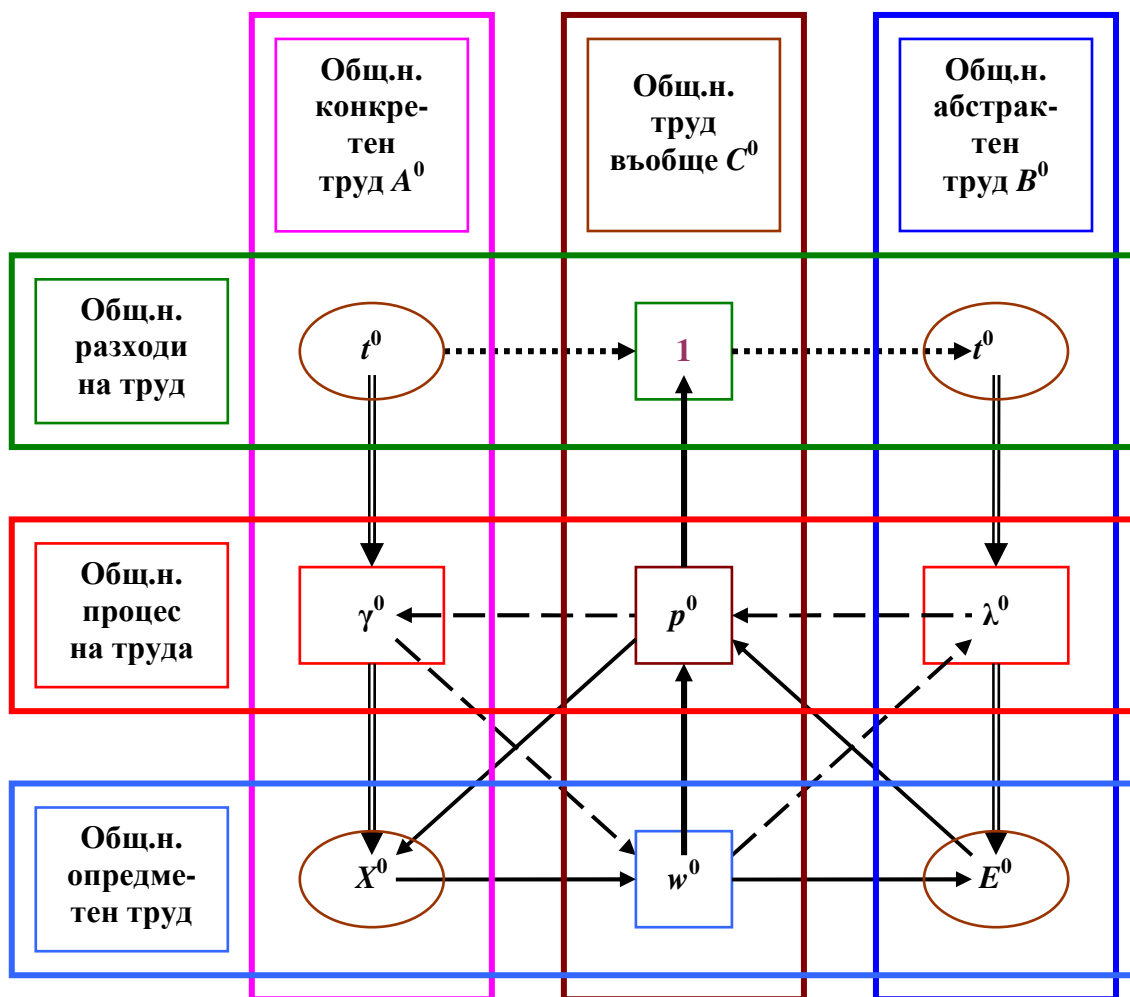 Общ.н.
конкре-
тен
труд A⁰
Общ.н.
труд
въобще C⁰
Общ.н.
абстрак-
тен
труд B⁰
Общ.н.
разходи
на труд
t⁰
1
t⁰
Общ.н.
процес
на труда
γ⁰
p⁰
λ⁰
Общ.н.
опредме-
тен труд
X⁰
w⁰
E⁰